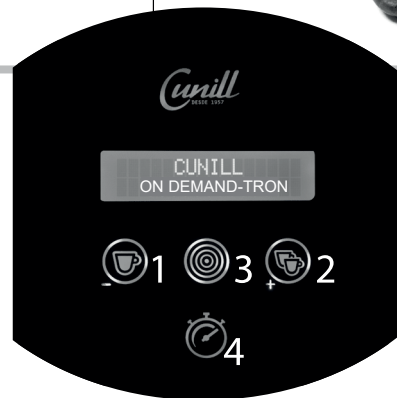 Cunill
DESDE 1957
CUNILL
ON DEMAND-TRON
1 3 2
- +
4